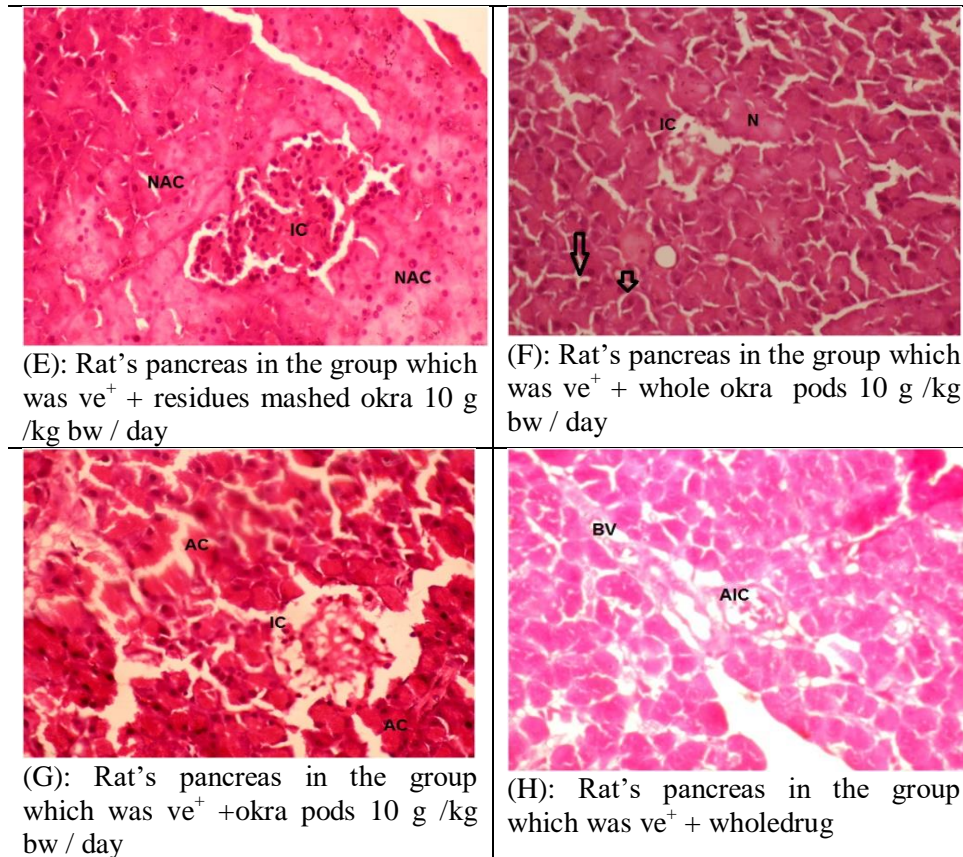 NAC
IC
NAC
(E): Rat's pancreas in the group which
was ve⁺ + residues mashed okra 10 g
/kg bw / day
IC
N
(F): Rat's pancreas in the group which
was ve⁺ + whole okra pods 10 g /kg
bw / day
AC
IC
AC
(G): Rat's pancreas in the group
which was ve⁺ +okra pods 10 g /kg
bw / day
BV
AIC
(H): Rat's pancreas in the group
which was ve⁺ + wholedrug